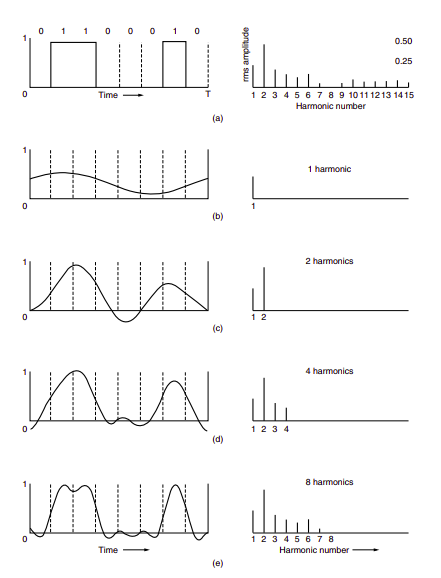 0 1 1 0 0 0 1 0
1
0
Time
T
rms amplitude
0.50
0.25
1 2 3 4 5 6 7 8 9 10 11 12 13 14 15
Harmonic number
(a)
1
0
1 harmonic
1
(b)
1
0
2 harmonics
1 2
(c)
1
0
4 harmonics
1 2 3 4
(d)
1
0
Time
8 harmonics
1 2 3 4 5 6 7 8
Harmonic number
(e)